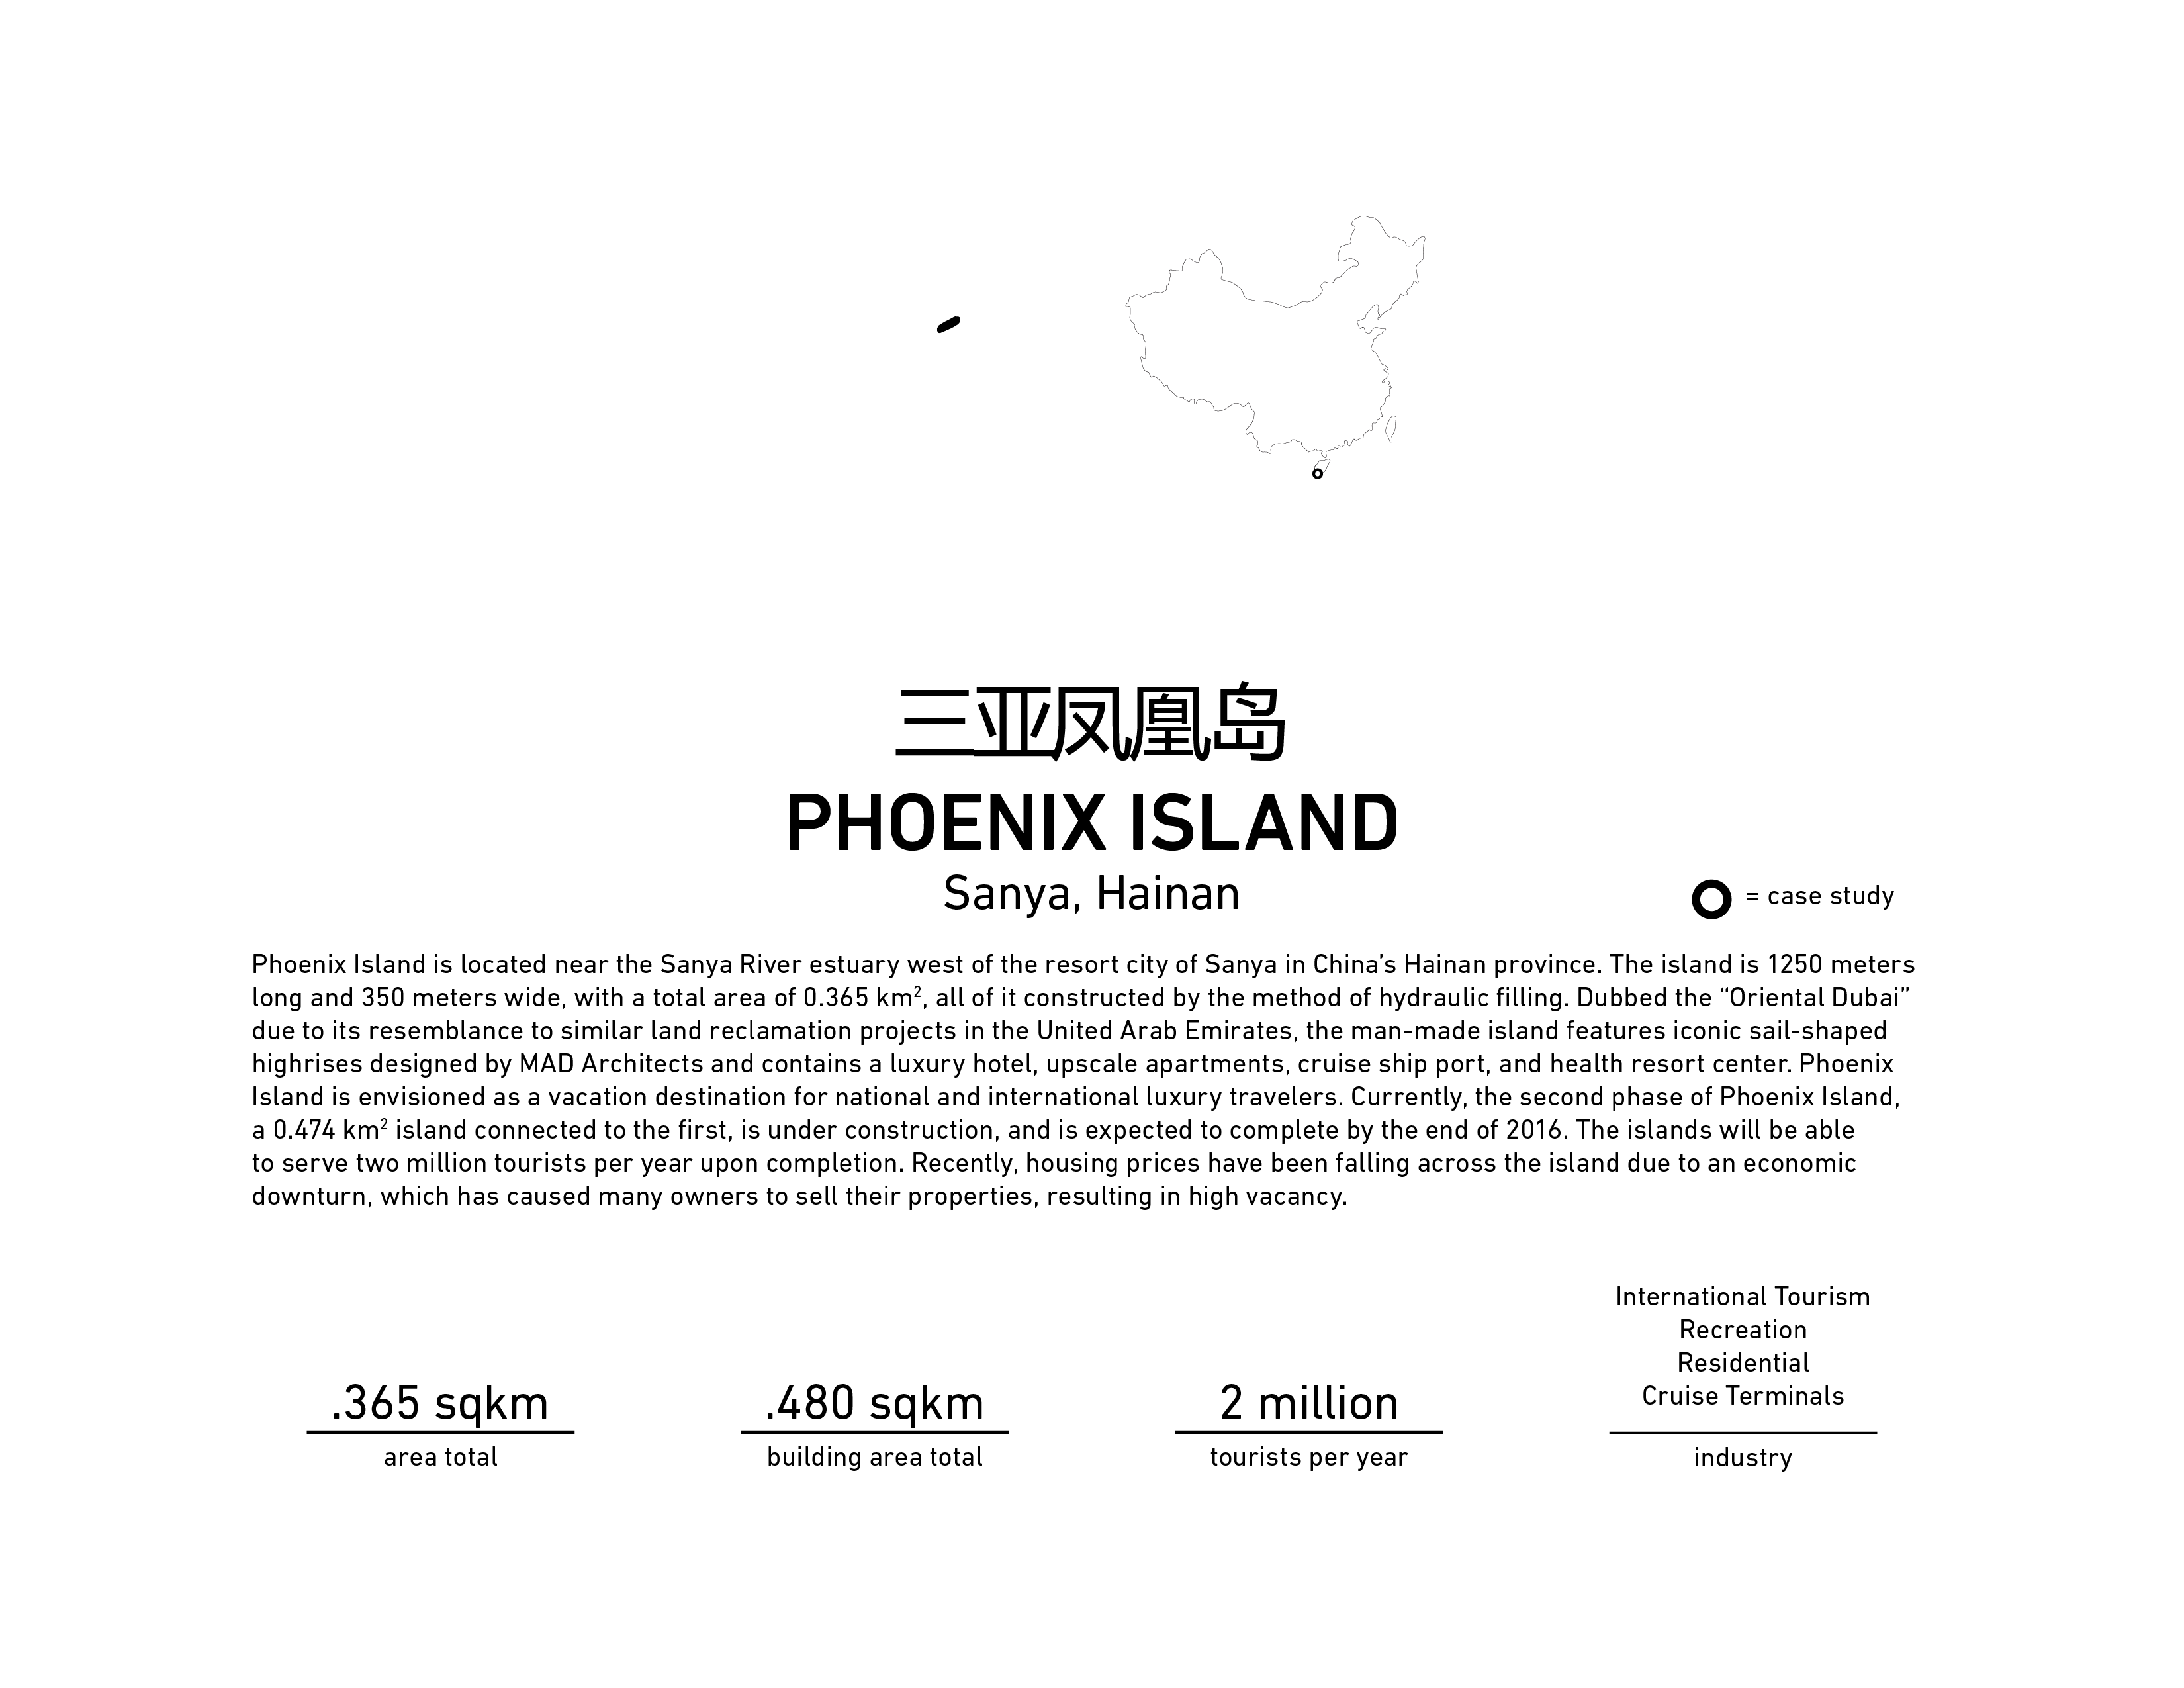 三亚凤凰岛
PHOENIX ISLAND
Sanya, Hainan
= case study
Phoenix Island is located near the Sanya River estuary west of the resort city of Sanya in China’s Hainan province. The island is 1250 meters
long and 350 meters wide, with a total area of 0.365 km², all of it constructed by the method of hydraulic filling. Dubbed the “Oriental Dubai”
due to its resemblance to similar land reclamation projects in the United Arab Emirates, the man-made island features iconic sail-shaped
highrises designed by MAD Architects and contains a luxury hotel, upscale apartments, cruise ship port, and health resort center. Phoenix
Island is envisioned as a vacation destination for national and international luxury travelers. Currently, the second phase of Phoenix Island,
a 0.474 km² island connected to the first, is under construction, and is expected to complete by the end of 2016. The islands will be able
to serve two million tourists per year upon completion. Recently, housing prices have been falling across the island due to an economic
downturn, which has caused many owners to sell their properties, resulting in high vacancy.
.365 sqkm
area total
.480 sqkm
building area total
2 million
tourists per year
International Tourism
Recreation
Residential
Cruise Terminals
industry